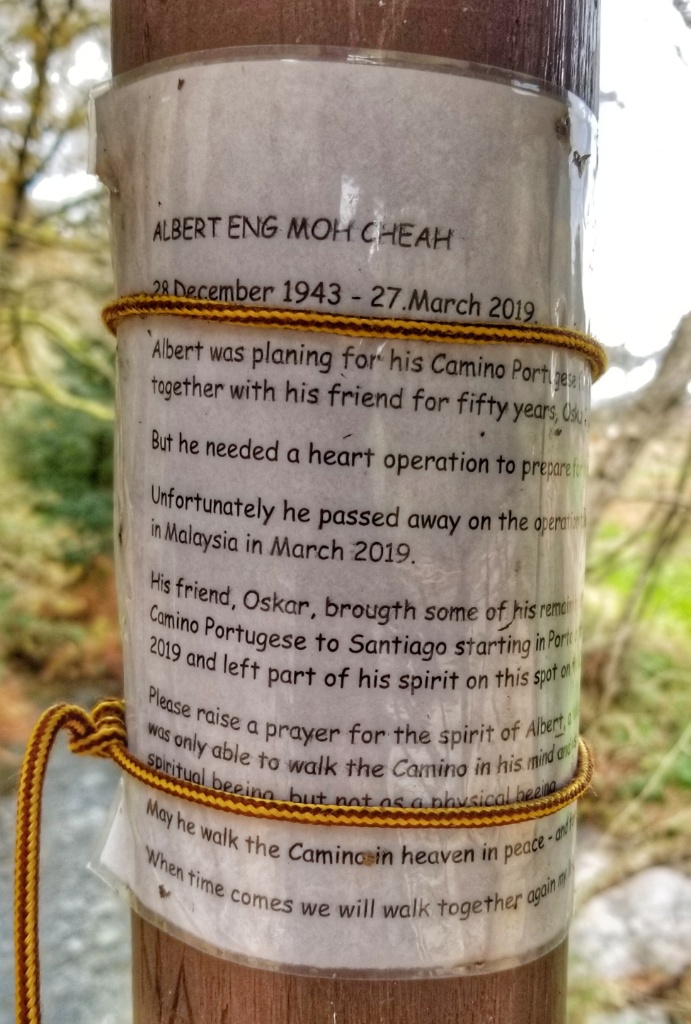 ALBERT ENG MOH CHEAH
28 December 1943 - 27.March 2019.
Albert was planing for his Camino Portugese
together with his friend for fifty years,
But he needed a heart operation to prepare for
Unfortunately he passed away on the
in Malaysia in March 2019.
His friend, Oskar, brougth some of his
Camino Portugese to Santiago starting in
2019 and left part of his spirit on this spot on
Please raise a prayer for the spirit of Albert, a
was only able to walk the Camino in his mind and
spiritual beeing, but not as a physical beeing.
May he walk the Camino in heaven in peace - and
When time comes we will walk together again my